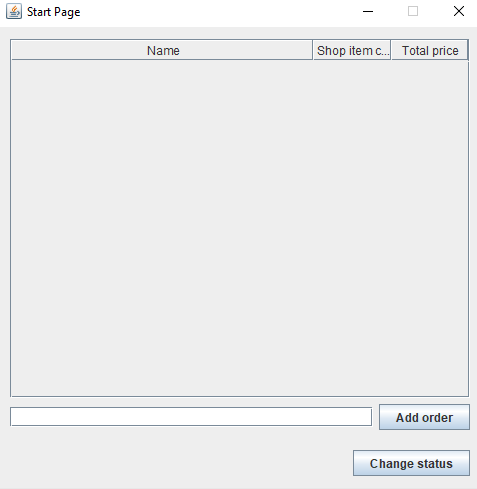 Start Page
Name Shop item c... Total price
Add order
Change status